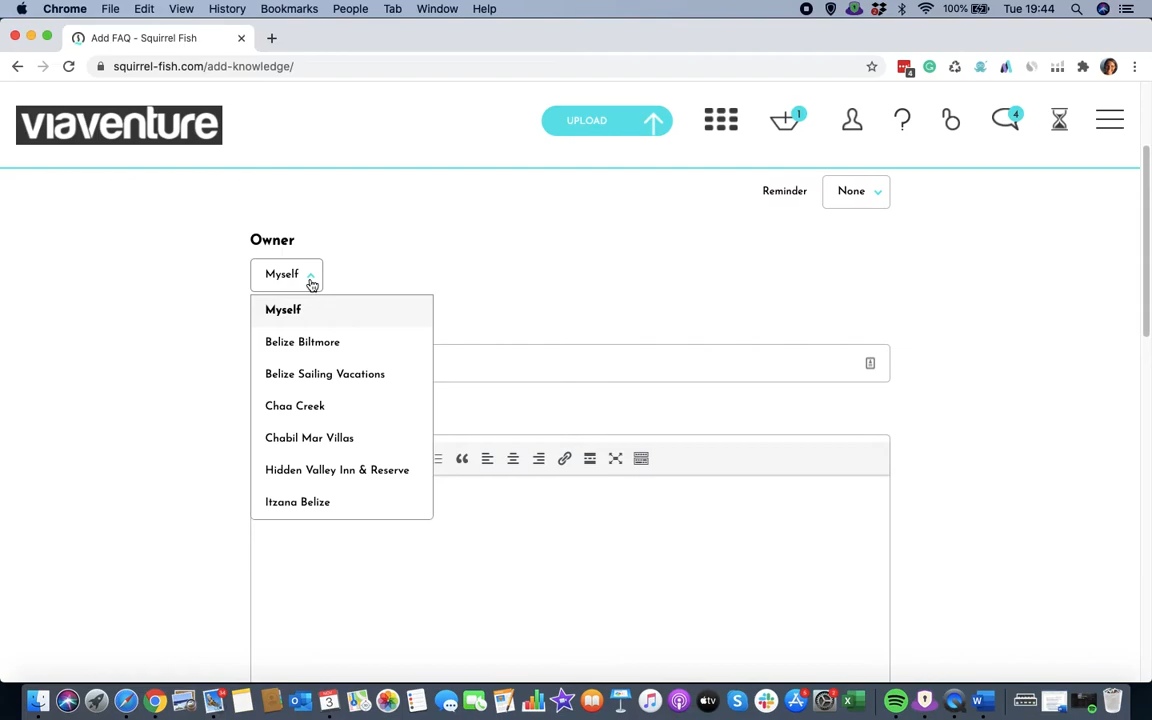 Chrome File Edit View History Bookmarks People Tab Window Help 100% Tue 19:44
Add FAQ - Squirrel Fish
squirrel-fish.com/add-knowledge/
4
viaventure
UPLOAD
1
4
Reminder None
Owner
Myself
Myself
Belize Biltmore
Belize Sailing Vacations
Chaa Creek
Chabil Mar Villas
Hidden Valley Inn & Reserve
Itzana Belize